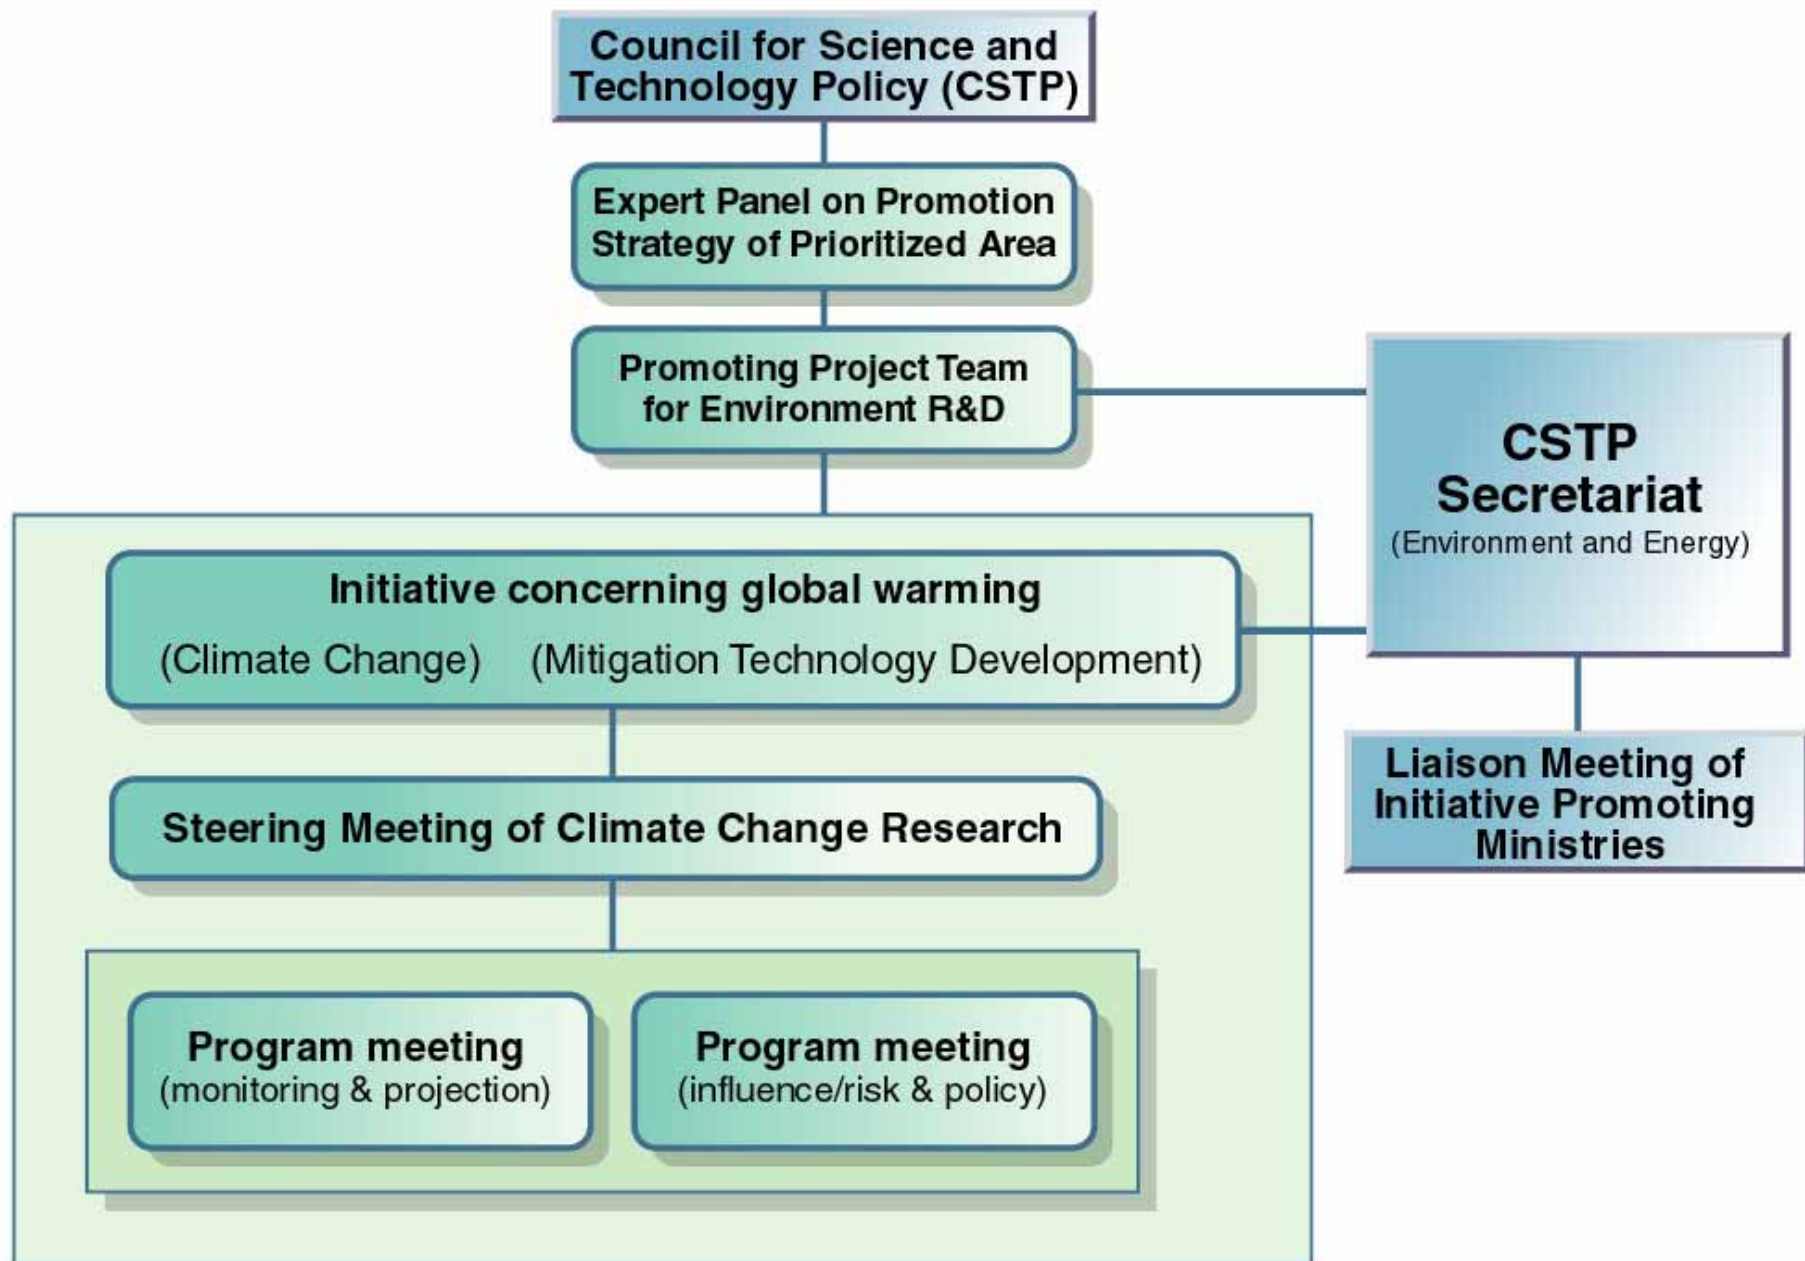 Council for Science and
Technology Policy (CSTP)
Expert Panel on Promotion
Strategy of Prioritized Area
Promoting Project Team
for Environment R&D
CSTP
Secretariat
(Environment and Energy)
Initiative concerning global warming
(Climate Change) (Mitigation Technology Development)
Liaison Meeting of
Initiative Promoting
Ministries
Steering Meeting of Climate Change Research
Program meeting
(monitoring & projection)
Program meeting
(influence/risk & policy)